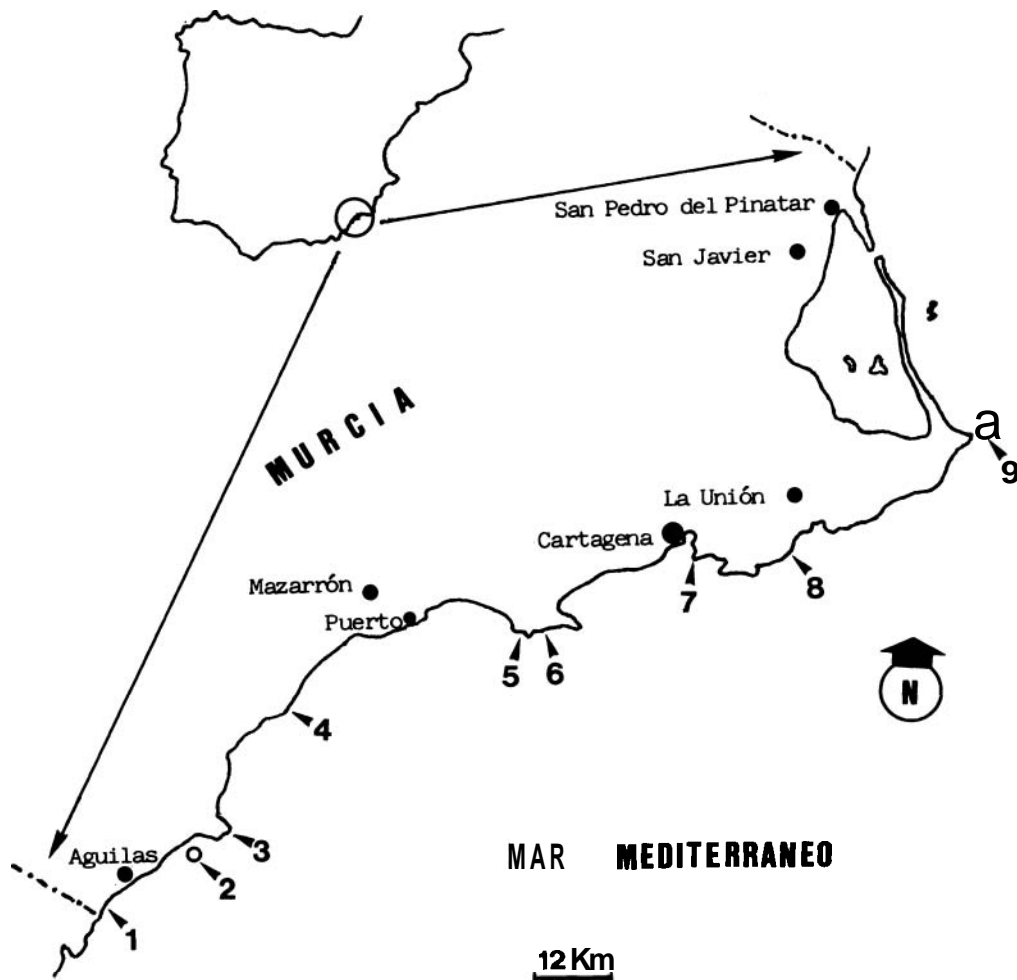 San Pedro del Pinatar
San Javier
MURCIA
a
9
La Unión
Cartagena
8
7
Mazarrón
Puerto
5
6
N
4
3
Aguilas
2
1
MAR MEDITERRANEO
12 Km